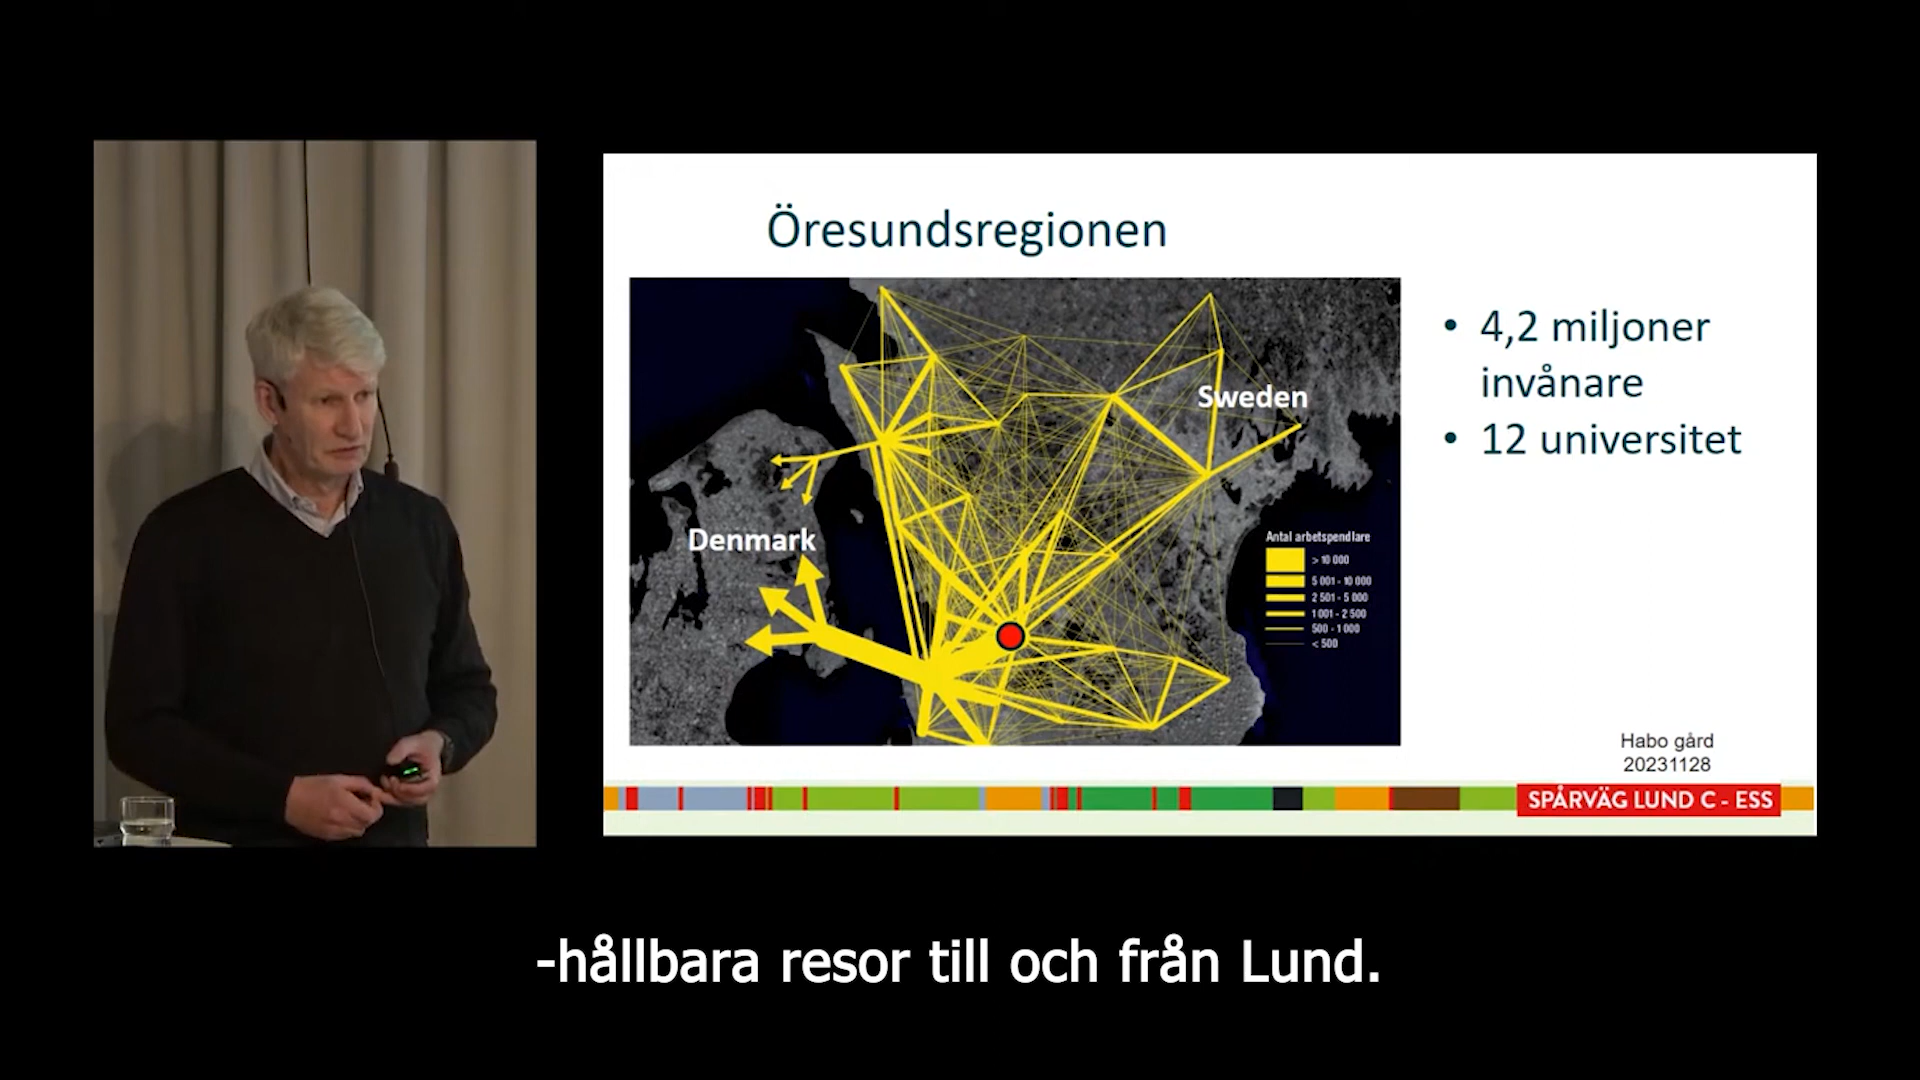 Öresundsregionen
• 4,2 miljoner
invånare
• 12 universitet
Sweden
Denmark
Antal arbetspendlare
> 10 000
5 001 - 10 000
2 501 - 5 000
1 001 - 2 500
500 - 1 000
< 500
Habo gård
20231128
SPÅRVÄG LUND C - ESS
-hållbara resor till och från Lund.